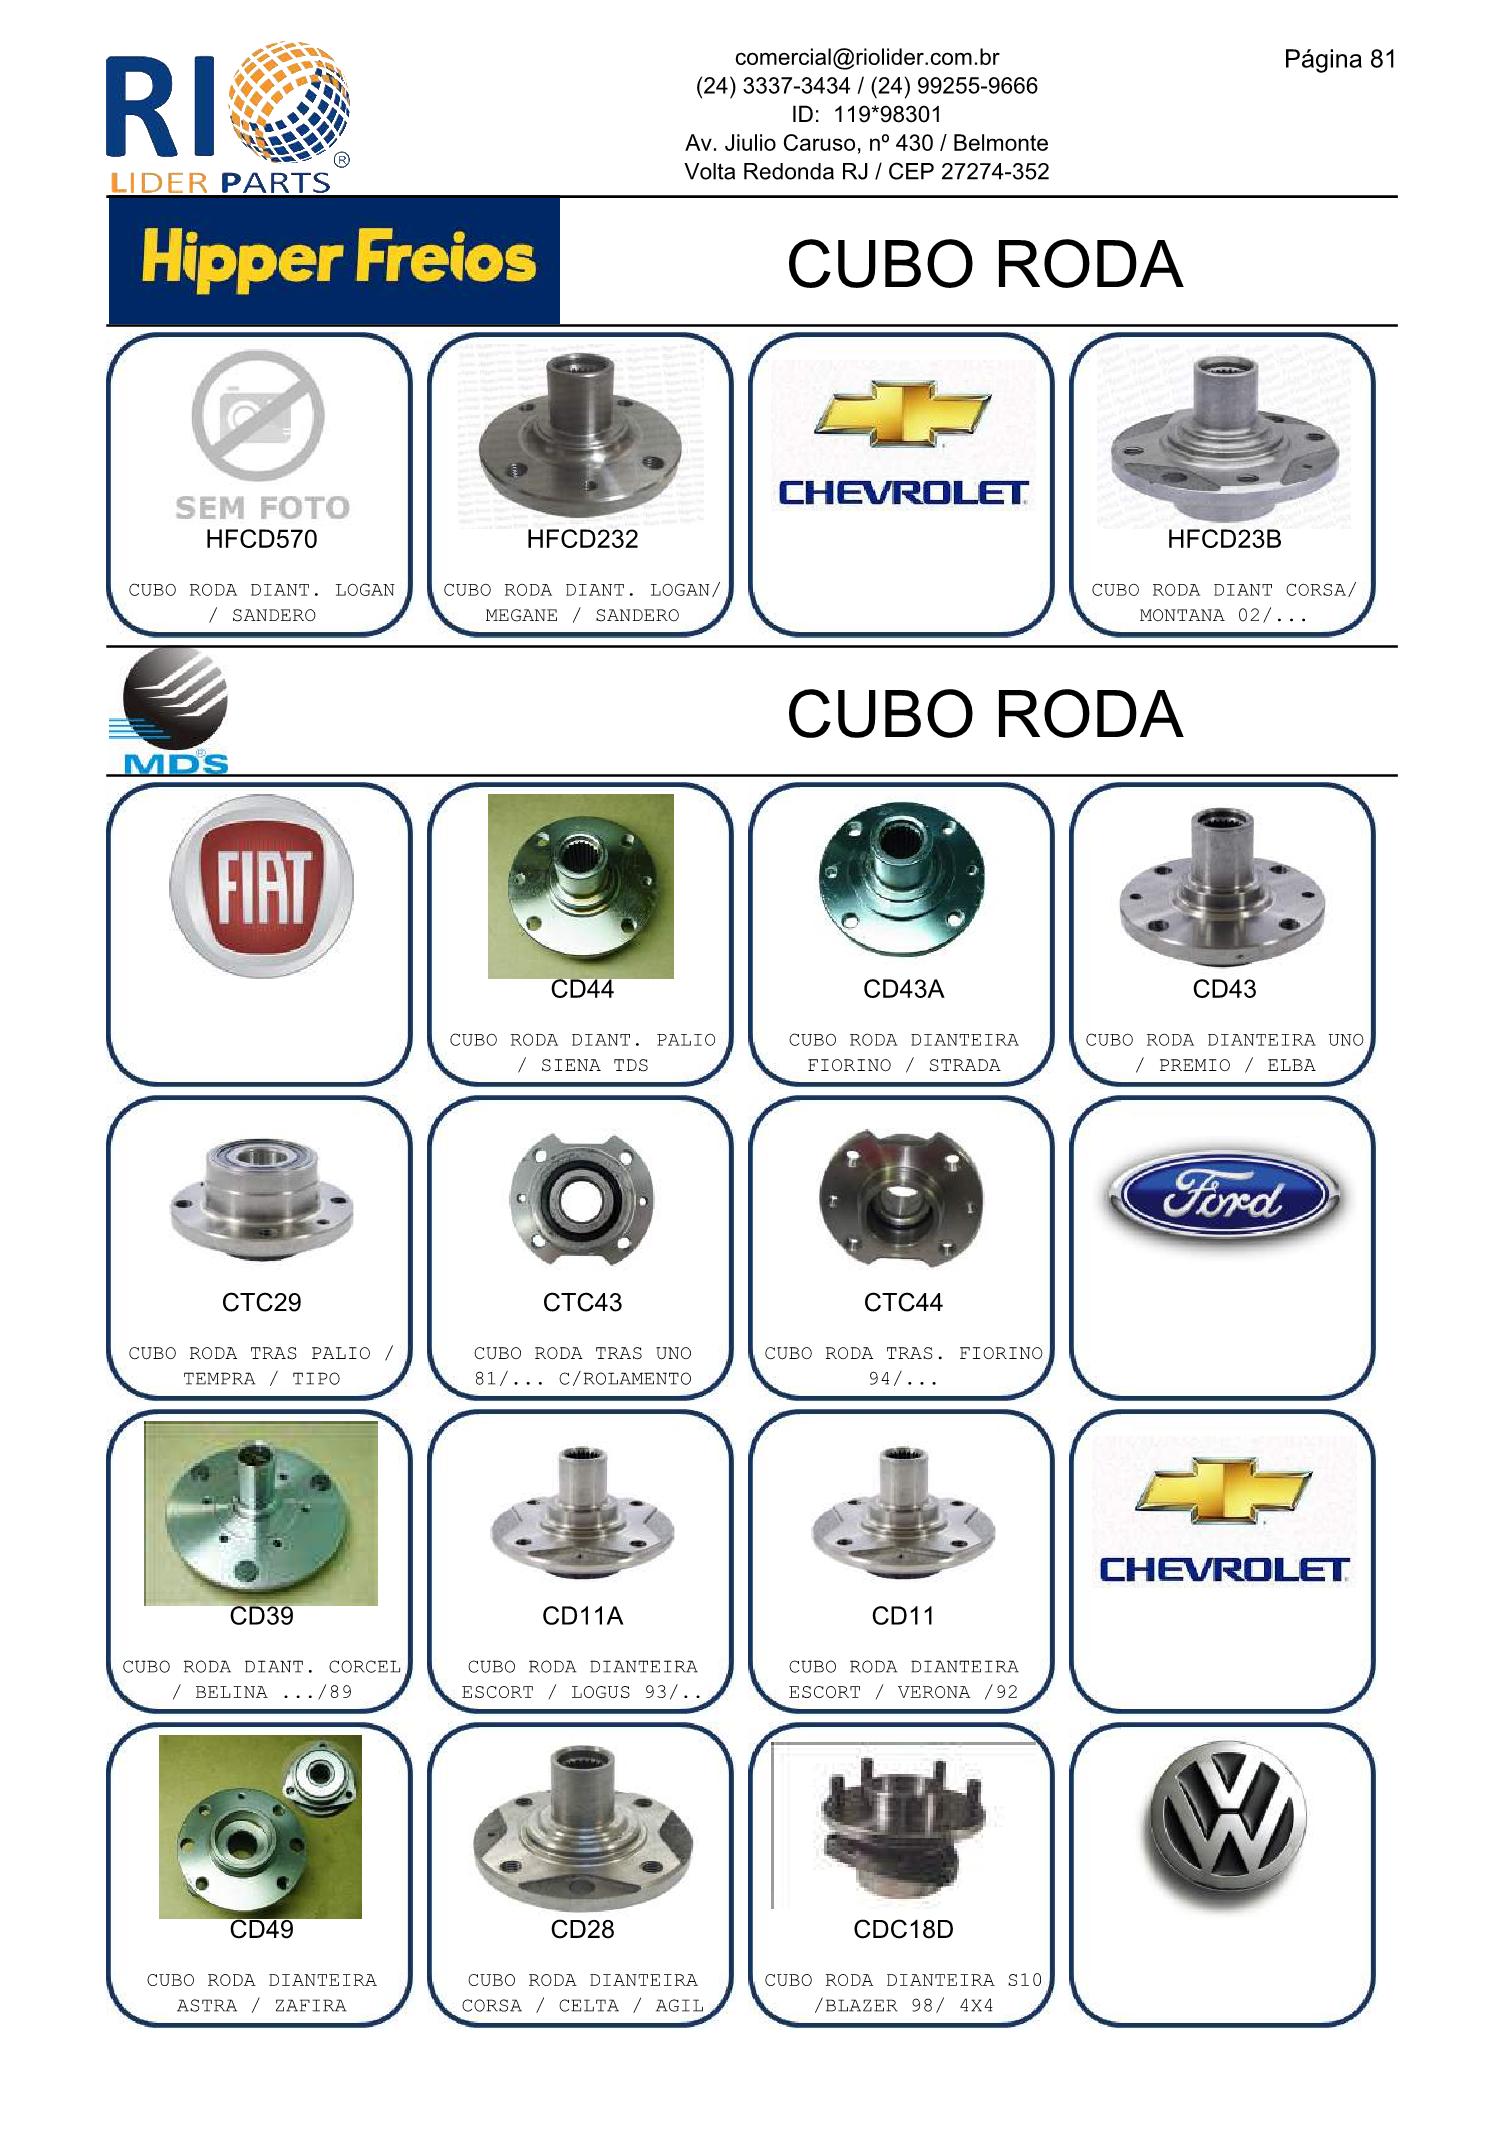 RIO
LIDER PARTS ®
comercial@riolider.com.br
(24) 3337-3434 / (24) 99255-9666
ID: 119*98301
Av. Jiulio Caruso, nº 430 / Belmonte
Volta Redonda RJ / CEP 27274-352
Página 81
Hipper Freios
CUBO RODA
SEM FOTO
HFCD570
CUBO RODA DIANT. LOGAN
/ SANDERO
HFCD232
CUBO RODA DIANT. LOGAN/
MEGANE / SANDERO
CHEVROLET
HFCD23B
CUBO RODA DIANT CORSA/
MONTANA 02/...
MDS ®
CUBO RODA
FIAT
CD44
CUBO RODA DIANT. PALIO
/ SIENA TDS
CD43A
CUBO RODA DIANTEIRA
FIORINO / STRADA
CD43
CUBO RODA DIANTEIRA UNO
/ PREMIO / ELBA
CTC29
CUBO RODA TRAS PALIO /
TEMPRA / TIPO
CTC43
CUBO RODA TRAS UNO
81/... C/ROLAMENTO
CTC44
CUBO RODA TRAS. FIORINO
94/...
Ford
CD39
CUBO RODA DIANT. CORCEL
/ BELINA .../89
CD11A
CUBO RODA DIANTEIRA
ESCORT / LOGUS 93/..
CD11
CUBO RODA DIANTEIRA
ESCORT / VERONA /92
CHEVROLET
CD49
CUBO RODA DIANTEIRA
ASTRA / ZAFIRA
CD28
CUBO RODA DIANTEIRA
CORSA / CELTA / AGIL
CDC18D
CUBO RODA DIANTEIRA S10
/BLAZER 98/ 4X4
VW